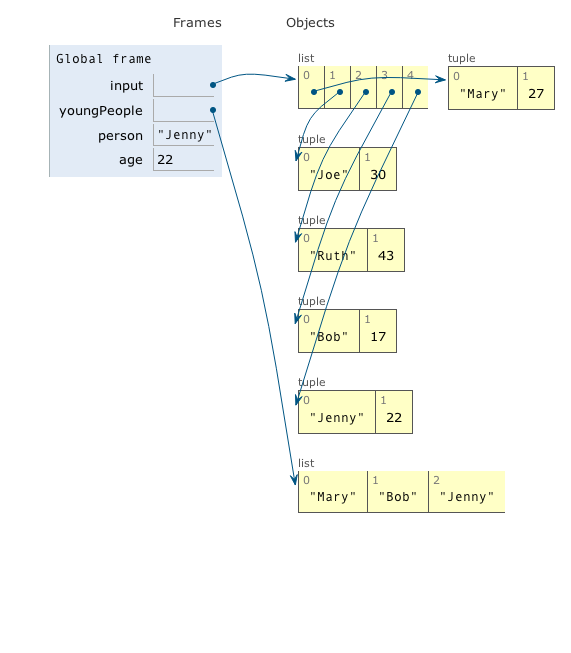 Frames Objects
Global frame
input
youngPeople
person "Jenny"
age 22
list
0 1 2 3 4
tuple
0 1
"Mary" 27
tuple
0 1
"Joe" 30
tuple
0 1
"Ruth" 43
tuple
0 1
"Bob" 17
tuple
0 1
"Jenny" 22
list
0 1 2
"Mary" "Bob" "Jenny"